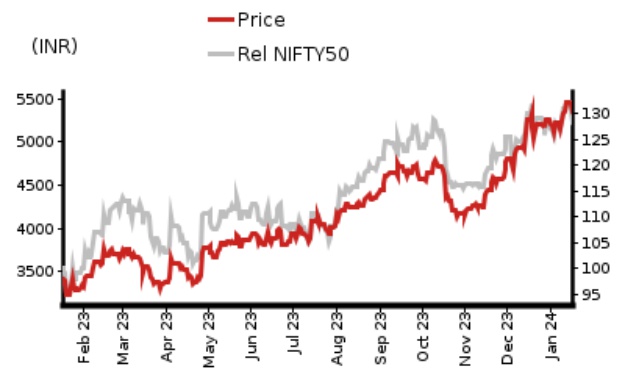 Price
(INR)
Rel NIFTY50
5500
5000
4500
4000
3500
130
125
120
115
110
105
100
95
Feb 23
Mar 23
Apr 23
May 23
Jun 23
Jul 23
Aug 23
Sep 23
Oct 23
Nov 23
Dec 23
Jan 24